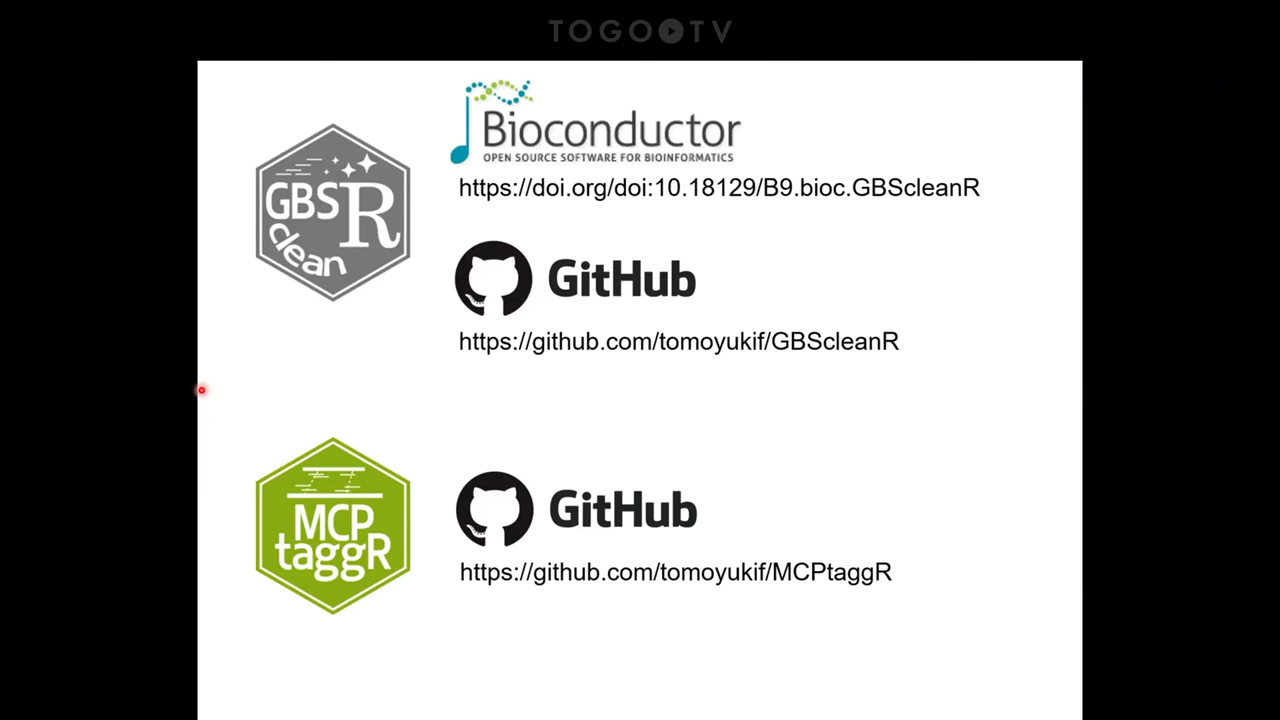 TOGO TV
GBS R
clean
Bioconductor
OPEN SOURCE SOFTWARE FOR BIOINFORMATICS
https://doi.org/doi:10.18129/B9.bioc.GBScleanR
GitHub
https://github.com/tomoyukif/GBScleanR
MCP
taggR
GitHub
https://github.com/tomoyukif/MCPtaggR